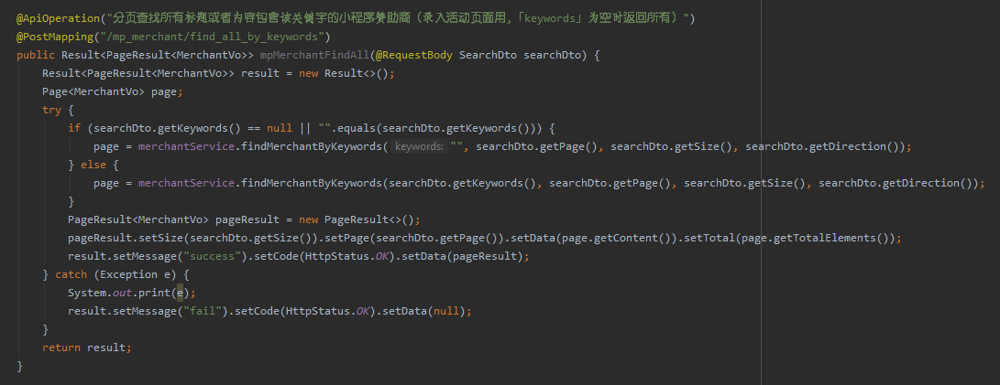 @ApiOperation("分页查找所有标题或者内容包含该关键字的小程序赞助商（录入活动页面用，「keywords」为空时返回所有）")
@PostMapping("/mp_merchant/find_all_by_keywords")
public Result<PageResult<MerchantVo>> mpMerchantFindAll(@RequestBody SearchDto searchDto) {
    Result<PageResult<MerchantVo>> result = new Result<>();
    Page<MerchantVo> page;
    try {
        if (searchDto.getKeywords() == null || "".equals(searchDto.getKeywords())) {
            page = merchantService.findMerchantByKeywords( keywords: "", searchDto.getPage(), searchDto.getSize(), searchDto.getDirection());
        } else {
            page = merchantService.findMerchantByKeywords(searchDto.getKeywords(), searchDto.getPage(), searchDto.getSize(), searchDto.getDirection());
        }
        PageResult<MerchantVo> pageResult = new PageResult<>();
        pageResult.setSize(searchDto.getSize()).setPage(searchDto.getPage()).setData(page.getContent()).setTotal(page.getTotalElements());
        result.setMessage("success").setCode(HttpStatus.OK).setData(pageResult);
    } catch (Exception e) {
        System.out.print(e);
        result.setMessage("fail").setCode(HttpStatus.OK).setData(null);
    }
    return result;
}